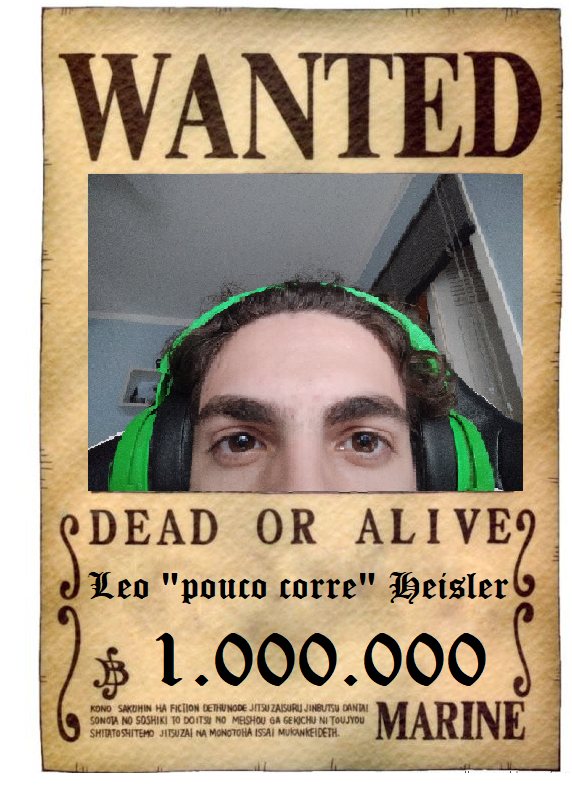 WANTED
DEAD OR ALIVE
Leo "pouco corre" Heisler
1.000.000
KONO SAKUHIN HA FICTION DETHUNODE JITSUZAISURU JINBUTSU DANTAI
SONOTA NO SOSHIKI TO DOITSU NO MEISHOU GA GEKICHU NI TOUJYOU
SHITATOSHITEMO JITSUZAI NA MONOTOHA ISSAI MUKANKEIDETH.
MARINE